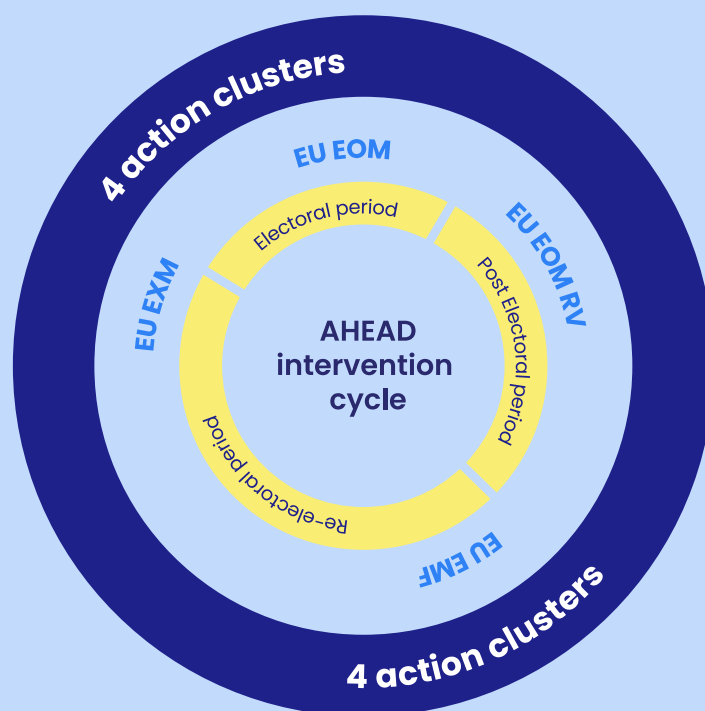 4 action clusters
EU EOM
EU EOM RV
EU EXM
Electoral period
Post Electoral period
AHEAD
intervention
cycle
Re-electoral period
EU EMF
4 action clusters